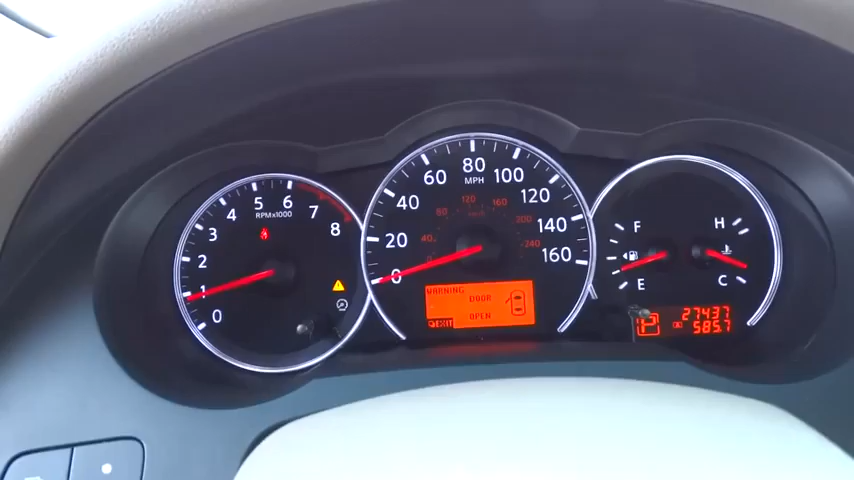 0 1 2 3 4 5 6 7 8
RPMx1000
0 20 40 60 80 100 120 140 160
MPH
40 80 120 160 200 240
WARNING
DOOR
OPEN
EXIT
F
E
H
C
P
27437
A 585.7